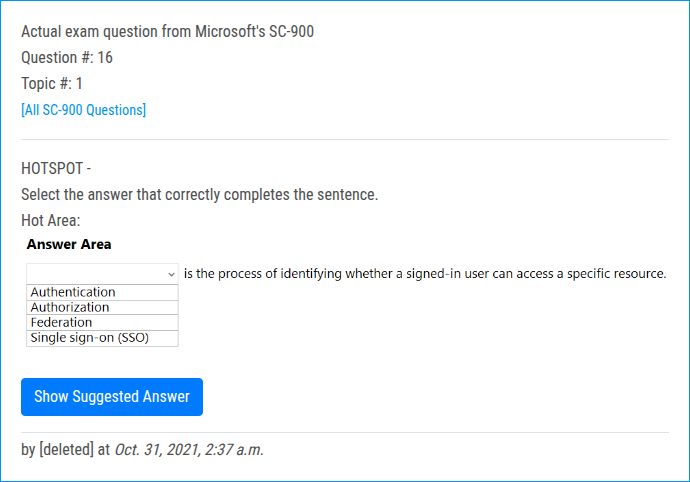 Actual exam question from Microsoft's SC-900
Question #: 16
Topic #: 1
[All SC-900 Questions]
HOTSPOT -
Select the answer that correctly completes the sentence.
Hot Area:
Answer Area
is the process of identifying whether a signed-in user can access a specific resource.
Authentication
Authorization
Federation
Single sign-on (SSO)
Show Suggested Answer
by [deleted] at Oct. 31, 2021, 2:37 a.m.